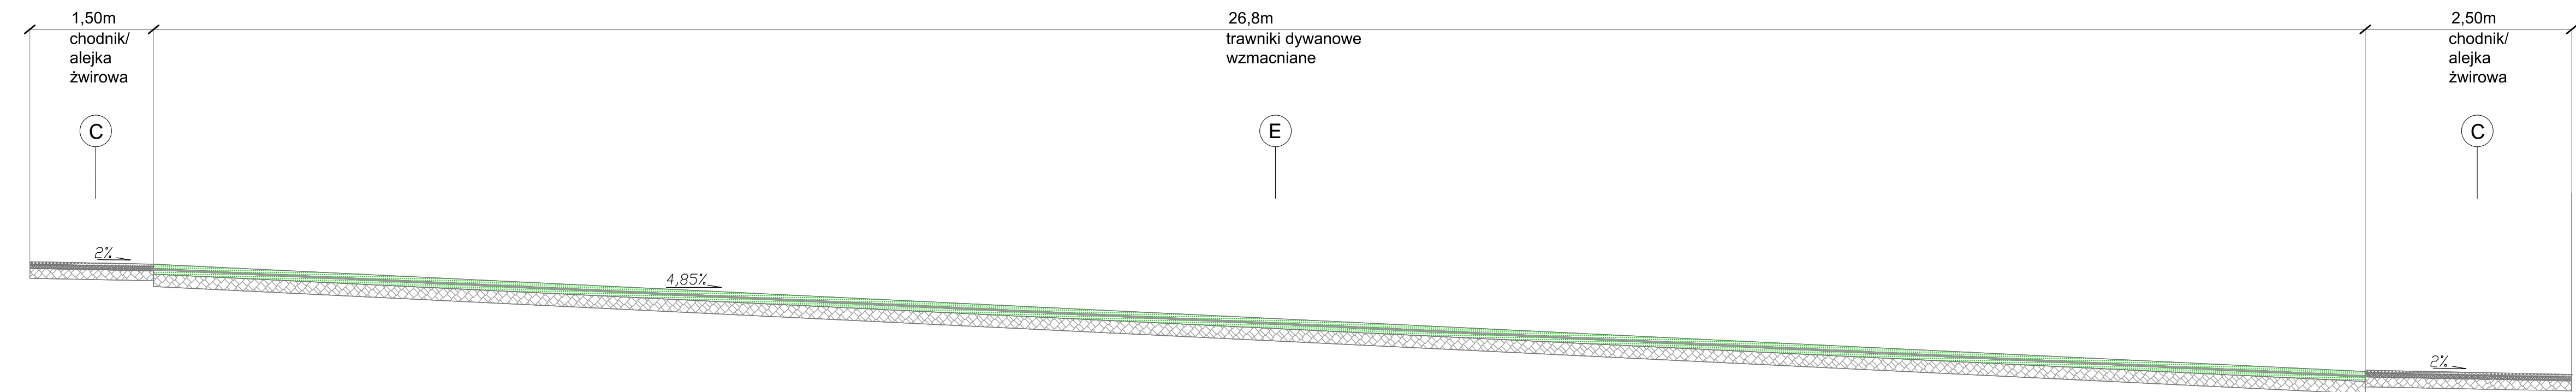 1,50m
chodnik/
alejka
żwirowa
26,8m
trawniki dywanowe
wzmacniane
2,50m
chodnik/
alejka
żwirowa
C
E
C
2%
4,85%
2%